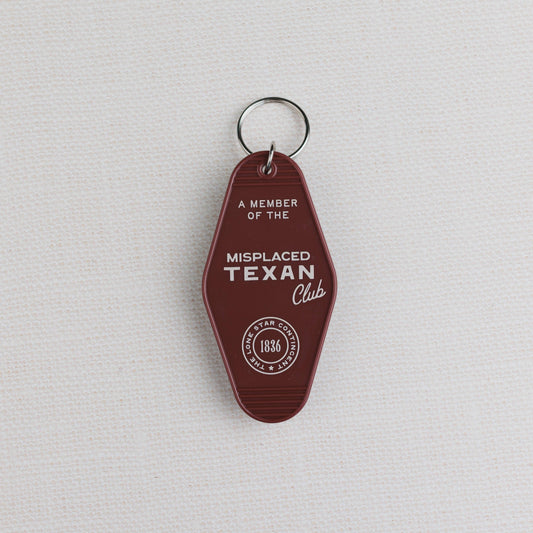 A MEMBER
OF THE
MISPLACED
TEXAN
Club
THE LONE STAR CONTINGENT
1836